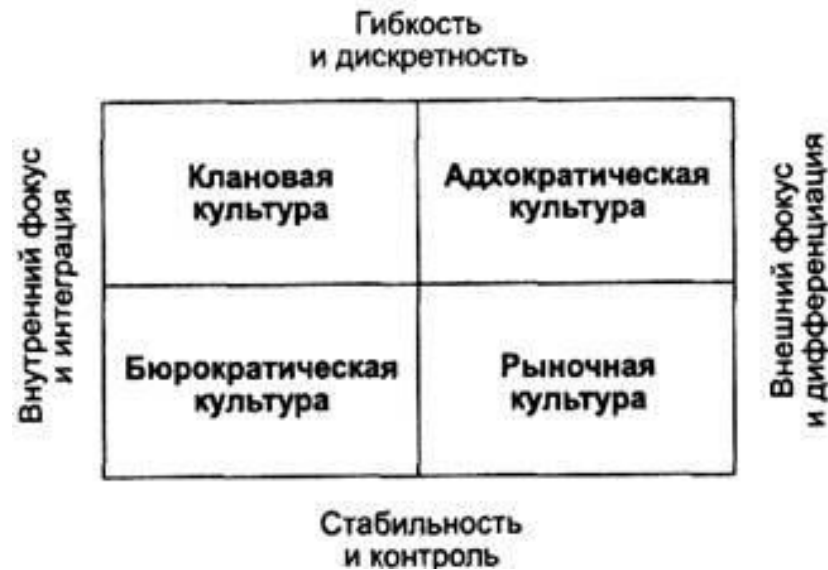 Гибкость
и дискретность
Внутренний фокус
и интеграция
Клановая
культура
Адхократическая
культура
Внешний фокус
и дифференциация
Бюрократическая
культура
Рыночная
культура
Стабильность
и контроль